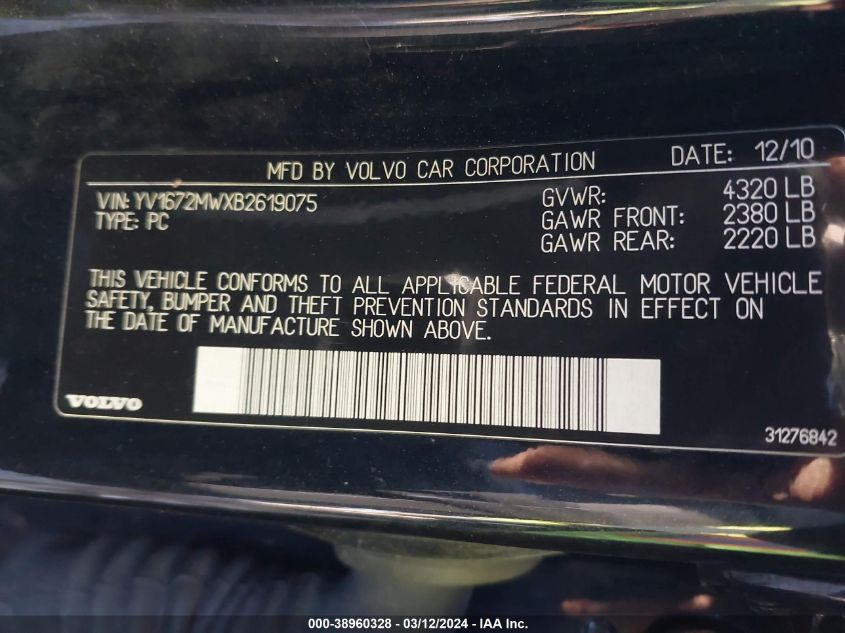 MFD BY VOLVO CAR CORPORATION DATE: 12/10
VIN: YV1672MWXB2619075 GVWR: 4320 LB
TYPE: PC GAWR FRONT: 2380 LB
GAWR REAR: 2220 LB
THIS VEHICLE CONFORMS TO ALL APPLICABLE FEDERAL MOTOR VEHICLE
SAFETY, BUMPER AND THEFT PREVENTION STANDARDS IN EFFECT ON
THE DATE OF MANUFACTURE SHOWN ABOVE.
VOLVO
31276842
000-38960328 - 03/12/2024 - IAA Inc.